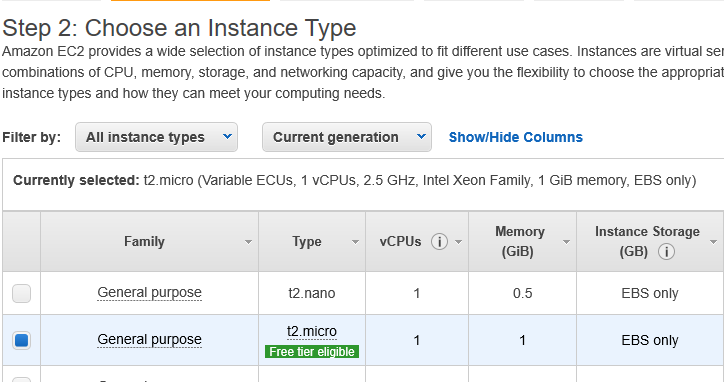 Step 2: Choose an Instance Type
Amazon EC2 provides a wide selection of instance types optimized to fit different use cases. Instances are virtual
combinations of CPU, memory, storage, and networking capacity, and give you the flexibility to choose the
instance types and how they can meet your computing needs.
Filter by: All instance types Current generation Show/Hide Columns
Currently selected: t2.micro (Variable ECUs, 1 vCPUs, 2.5 GHz, Intel Xeon Family, 1 GiB memory, EBS only)
Family Type vCPUs i Memory (GiB) Instance Storage (GB) i
General purpose t2.nano 1 0.5 EBS only
General purpose t2.micro 1 1 EBS only
Free tier eligible